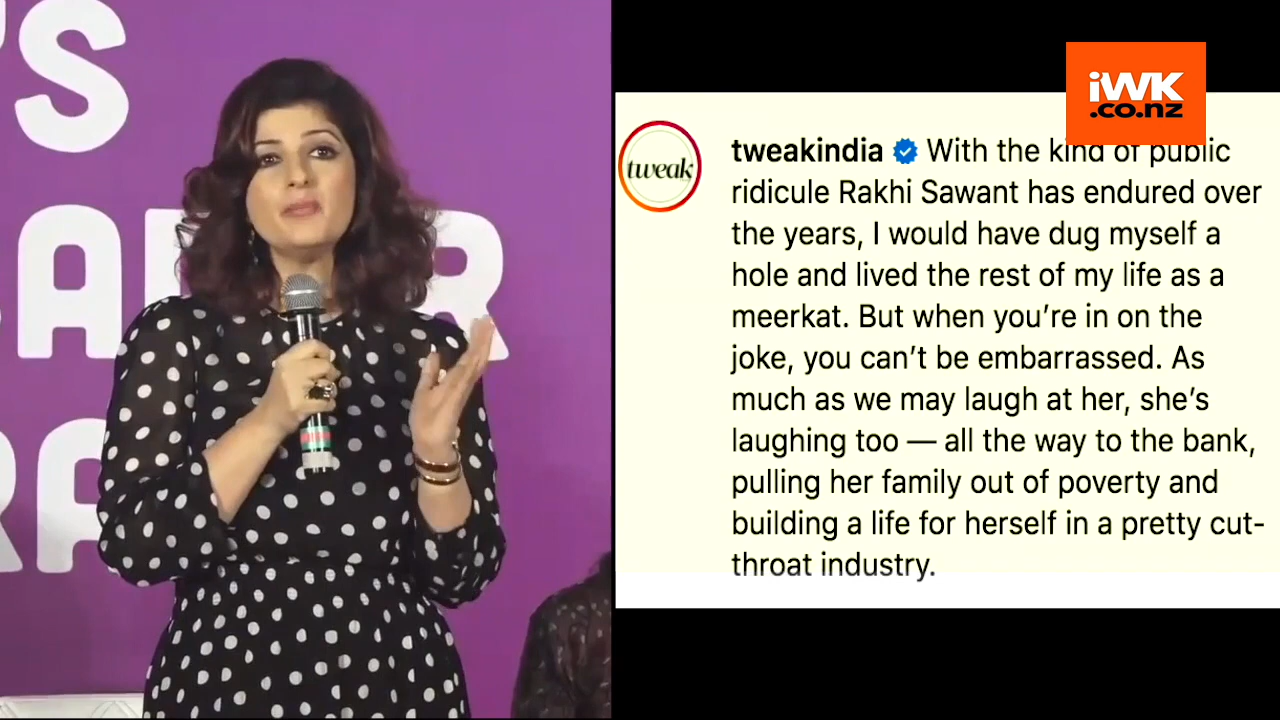 'S
R
RA
iWK
.co.nz
tweak
tweakindia With the kind of public
ridicule Rakhi Sawant has endured over
the years, I would have dug myself a
hole and lived the rest of my life as a
meerkat. But when you're in on the
joke, you can't be embarrassed. As
much as we may laugh at her, she's
laughing too — all the way to the bank,
pulling her family out of poverty and
building a life for herself in a pretty cut-
throat industry.